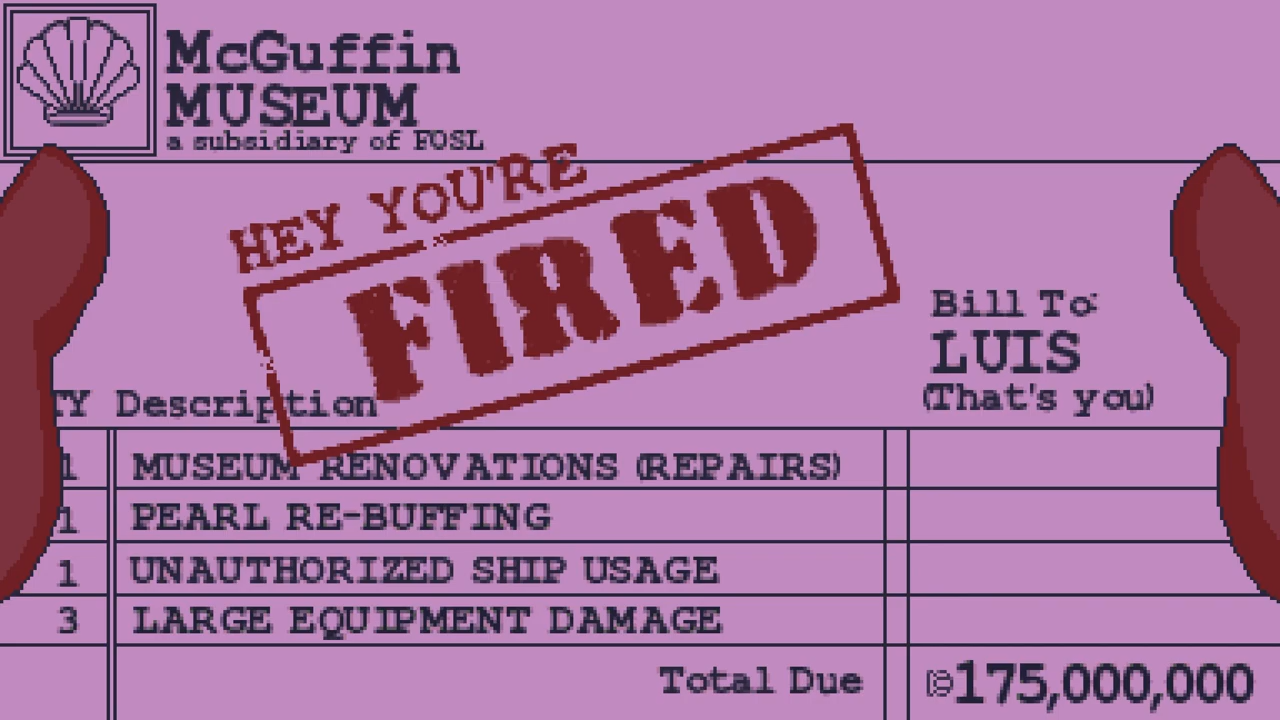 McGuffin
MUSEUM
a subsidiary of FOSL
HEY YOU'RE
FIRED
Bill To:
LUIS
(That's you)
TY Description
1 MUSEUM RENOVATIONS (REPAIRS)
1 PEARL RE-BUFFING
1 UNAUTHORIZED SHIP USAGE
3 LARGE EQUIPMENT DAMAGE
Total Due 175,000,000